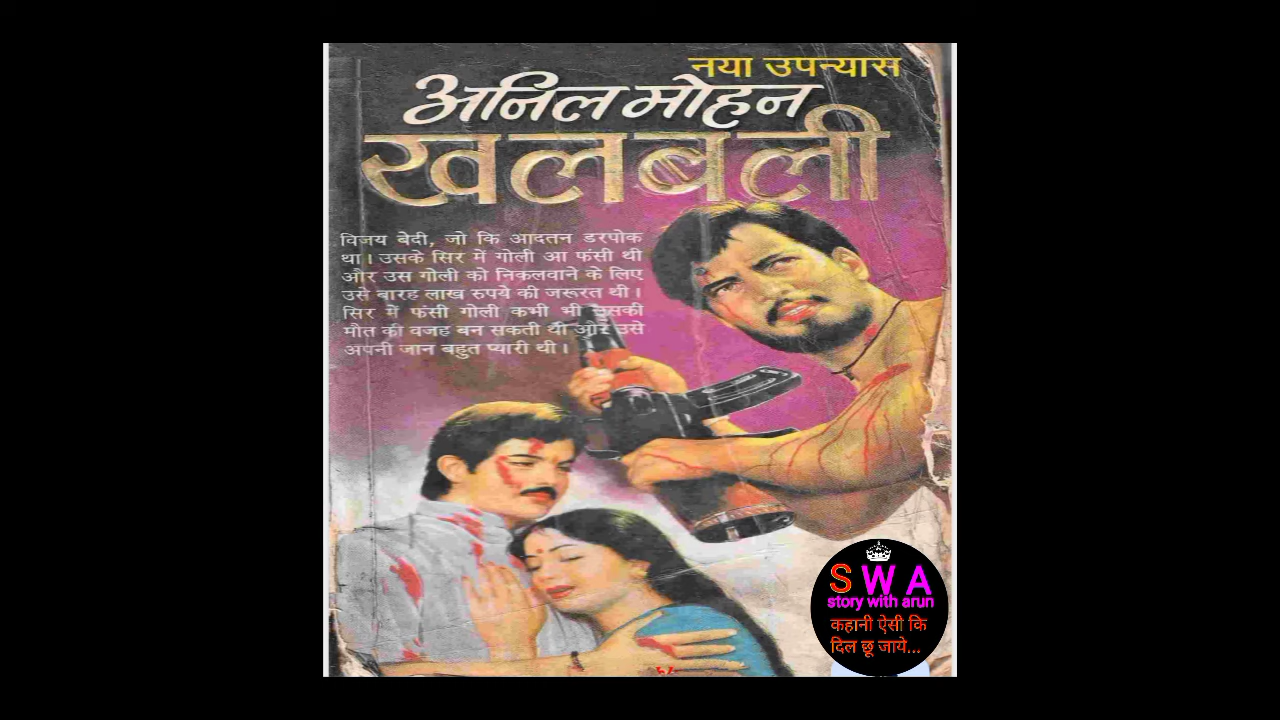 नया उपन्यास
अनिल मोहन
खलबली
विजय बेदी, जो कि आदतन डरपोक
था। उसके सिर में गोली आ फंसी थी
और उस गोली को निकलवाने के लिए
उसे बारह लाख रुपये की जरूरत थी।
सिर में फंसी गोली कभी भी उसकी
मौत की वजह बन सकती थी और उसे
अपनी जान बहुत प्यारी थी।
S W A
story with arun
कहानी ऐसी कि
दिल छू जाये...